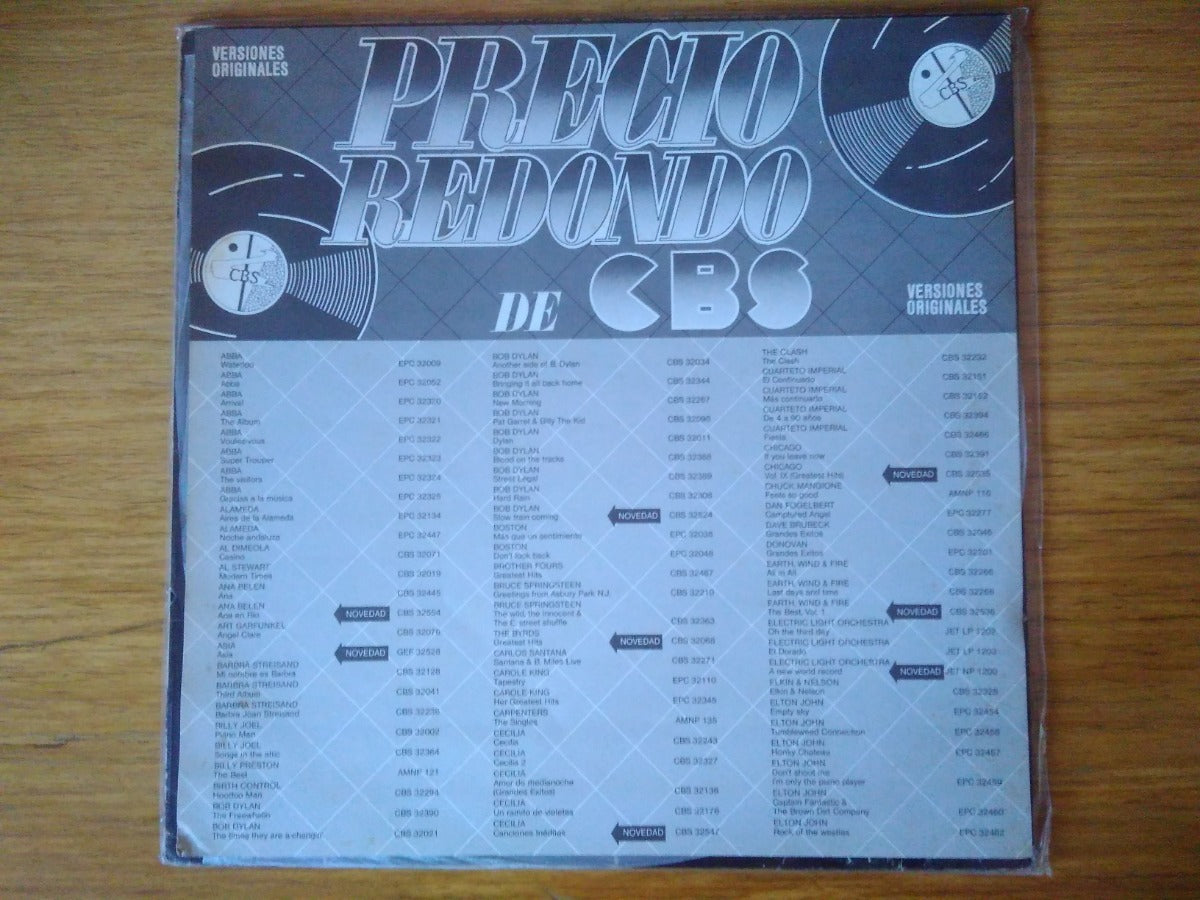 VERSIONES
ORIGINALES
PRECIO
REDONDO
DE CBS
VERSIONES
ORIGINALES
CBS
CBS
ABBA
Waterloo EPC 32009
ABBA
Abba EPC 32052
ABBA
Arrival EPC 32320
ABBA
The Album EPC 32321
ABBA
Voulez-vous EPC 32322
ABBA
Super Trouper EPC 32323
ABBA
The visitors EPC 32324
ABBA
Gracias a la música EPC 32325
ALAMEDA
Aires de la Alameda EPC 32134
ALAMEDA
Noche andaluza EPC 32447
AL DIMEOLA
Casino CBS 32071
AL STEWART
Modern Times CBS 32019
ANA BELEN
Ana CBS 32445
ANA BELEN
Ana en Río NOVEDAD CBS 32554
ART GARFUNKEL
Angel Clare CBS 32076
ASIA
Asia NOVEDAD GEF 32528
BARBRA STREISAND
Mi nombre es Barbra CBS 32128
BARBRA STREISAND
Third Album CBS 32041
BARBRA STREISAND
Barbra Joan Streisand CBS 32236
BILLY JOEL
Piano Man CBS 32002
BILLY JOEL
Songs in the attic CBS 32364
BILLY PRESTON
The Best AMNP 121
BIRTH CONTROL
Hoodoo Man CBS 32294
BOB DYLAN
The Freewheelin CBS 32390
BOB DYLAN
The times they are a-changin' CBS 32021
BOB DYLAN
Another side of B. Dylan CBS 32034
BOB DYLAN
Bringing it all back home CBS 32344
BOB DYLAN
New Morning CBS 32267
BOB DYLAN
Pat Garret & Billy The Kid CBS 32098
BOB DYLAN
Dylan CBS 32011
BOB DYLAN
Blood on the tracks CBS 32388
BOB DYLAN
Street Legal CBS 32389
BOB DYLAN
Hard Rain CBS 32308
BOB DYLAN
Slow train coming NOVEDAD CBS 32524
BOSTON
Más que un sentimiento EPC 32038
BOSTON
Don't look back EPC 32048
BROTHER FOURS
Greatest Hits CBS 32467
BRUCE SPRINGSTEEN
Greetings from Asbury Park N.J. CBS 32210
BRUCE SPRINGSTEEN
The wild, the innocent &
The E. street shuffle CBS 32363
THE BYRDS
Greatest Hits NOVEDAD CBS 32068
CARLOS SANTANA
Santana & B. Miles Live CBS 32271
CAROLE KING
Tapestry EPC 32110
CAROLE KING
Her Greatest Hits EPC 32345
CARPENTERS
The Singles AMNP 135
CECILIA
Cecilia CBS 32243
CECILIA
Cecilia 2 CBS 32327
CECILIA
Amor de medianoche
(Grandes Exitos) CBS 32136
CECILIA
Un ramito de violetas CBS 32178
CECILIA
Canciones Inéditas NOVEDAD CBS 32547
THE CLASH
The Clash CBS 32232
CUARTETO IMPERIAL
El Continuado CBS 32151
CUARTETO IMPERIAL
Más continuado CBS 32152
CUARTETO IMPERIAL
De 4 a 90 años CBS 32394
CUARTETO IMPERIAL
Fiesta CBS 32466
CHICAGO
If you leave now CBS 32391
CHICAGO
Vol. IX (Greatest Hits) NOVEDAD CBS 32535
CHUCK MANGIONE
Feels so good AMNP 116
DAN FOGELBERT
Camptured Angel EPC 32277
DAVE BRUBECK
Grandes Exitos CBS 32046
DONOVAN
Grandes Exitos EPC 32201
EARTH, WIND & FIRE
All in All CBS 32266
EARTH, WIND & FIRE
Last days and time CBS 32268
EARTH, WIND & FIRE
The Best, Vol. 1 NOVEDAD CBS 32536
ELECTRIC LIGHT ORCHESTRA
On the third day JET LP 1202
ELECTRIC LIGHT ORCHESTRA
El Dorado JET LP 1203
ELECTRIC LIGHT ORCHESTRA
A new world record NOVEDAD JET NP 1200
ELKIN & NELSON
Elkin & Nelson CBS 32328
ELTON JOHN
Empty sky EPC 32454
ELTON JOHN
Tumbleweed Connection EPC 32456
ELTON JOHN
Honky Chateau EPC 32457
ELTON JOHN
Don't shoot me
I'm only the piano player EPC 32459
ELTON JOHN
Captain Fantastic &
The Brown Dirt Company EPC 32460
ELTON JOHN
Rock of the westies EPC 32462